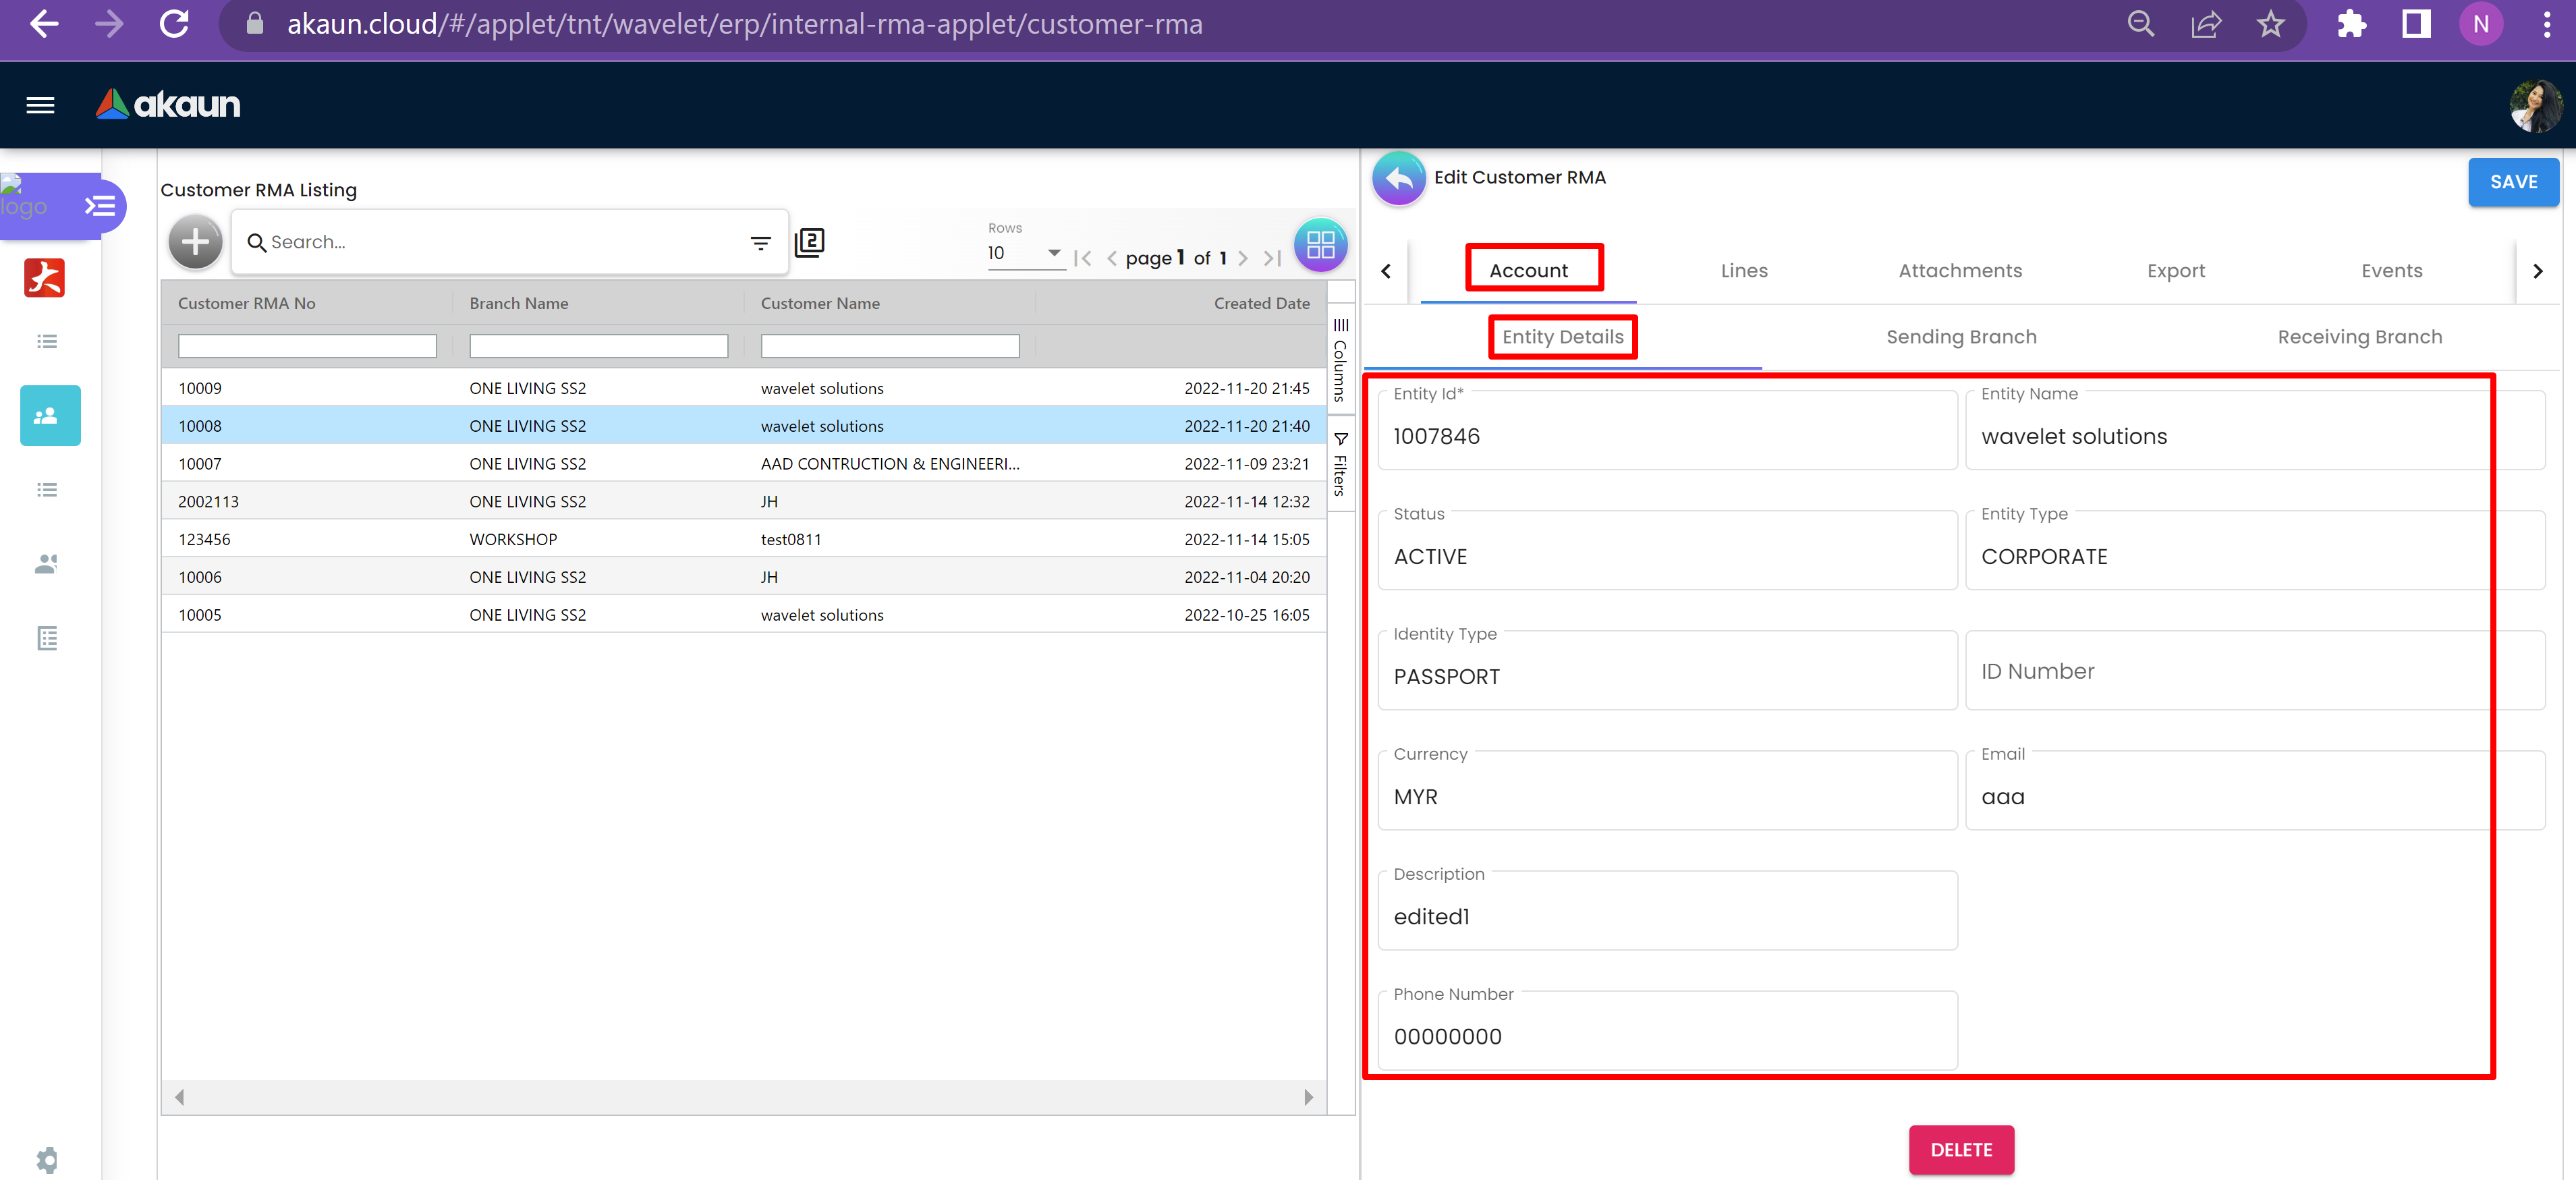 akaun.cloud/#/applet/tnt/wavelet/erp/internal-rma-applet/customer-rma
N
akaun
logo
Customer RMA Listing
Search...
2
Rows
10
page 1 of 1
Customer RMA No Branch Name Customer Name Created Date
10009 ONE LIVING SS2 wavelet solutions 2022-11-20 21:45
10008 ONE LIVING SS2 wavelet solutions 2022-11-20 21:40
10007 ONE LIVING SS2 AAD CONTRUCTION & ENGINEERI... 2022-11-09 23:21
2002113 ONE LIVING SS2 JH 2022-11-14 12:32
123456 WORKSHOP test0811 2022-11-14 15:05
10006 ONE LIVING SS2 JH 2022-11-04 20:20
10005 ONE LIVING SS2 wavelet solutions 2022-10-25 16:05
Columns
Filters
Edit Customer RMA
SAVE
Account Lines Attachments Export Events
Entity Details Sending Branch Receiving Branch
Entity Id* Entity Name
1007846 wavelet solutions
Status Entity Type
ACTIVE CORPORATE
Identity Type
PASSPORT ID Number
Currency Email
MYR aaa
Description
edited1
Phone Number
00000000
DELETE